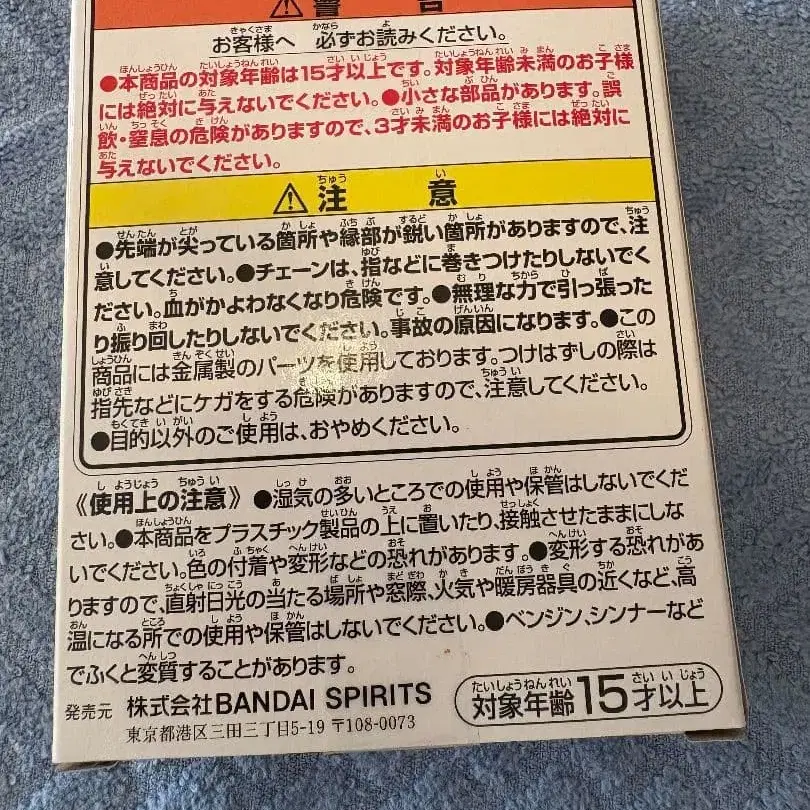 ⚠警 告
お客様へ 必ずお読みください。
●本商品の対象年齢は15才以上です。対象年齢未満のお子様
には絶対に与えないでください。●小さな部品があります。誤
飲・窒息の危険がありますので、3才未満のお子様には絶対に
与えないでください。
⚠注 意
●先端が尖っている箇所や縁部が鋭い箇所がありますので、注
意してください。●チェーンは、指などに巻きつけたりしないでく
ださい。血がかよわなくなり危険です。●無理な力で引っ張った
り振り回したりしないでください。事故の原因になります。●この
商品には金属製のパーツを使用しております。つけはずしの際は
指先などにケガをする危険がありますので、注意してください。
●目的以外のご使用は、おやめください。
《使用上の注意》●湿気の多いところでの使用や保管はしないでくだ
さい。●本商品をプラスチック製品の上に置いたり、接触させたままにしな
いでください。色の付着や変形などの恐れがあります。●変形する恐れがあ
りますので、直射日光の当たる場所や窓際、火気や暖房器具の近くなど、高
温になる所での使用や保管はしないでください。●ベンジン、シンナーなど
でふくと変質することがあります。
発売元 株式会社BANDAI SPIRITS
東京都港区三田三丁目5-19 〒108-0073
対象年齢15才以上